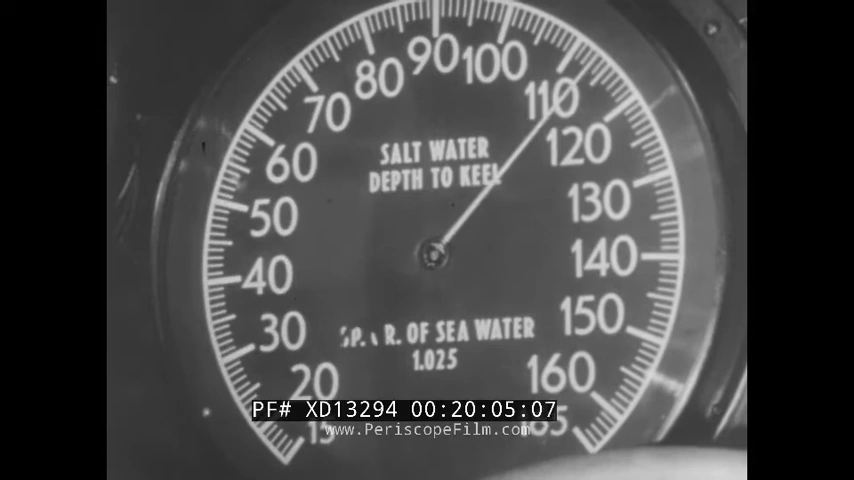 90
80 100
70 110
60 120
SALT WATER
DEPTH TO KEEL
50 130
40 140
30 150
OF SEA WATER
1.025
20 160
PF# XD13294 00:20:05:07
15
www.PeriscopeFilm.com